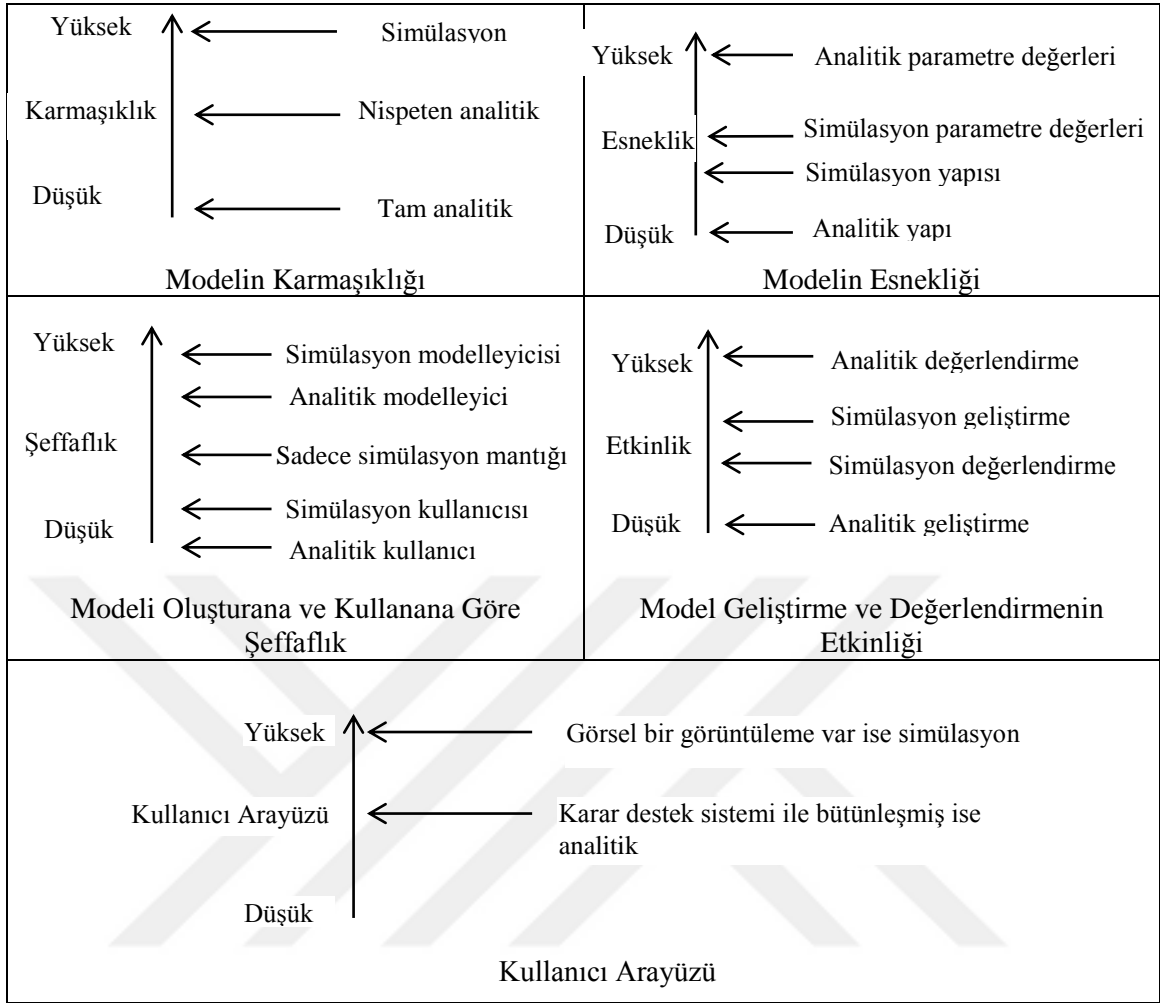 Yüksek
Simülasyon
Karmaşıklık
Nispeten analitik
Düşük
Tam analitik
Modelin Karmaşıklığı
Yüksek
Analitik parametre değerleri
Esneklik
Simülasyon parametre değerleri
Simülasyon yapısı
Düşük
Analitik yapı
Modelin Esnekliği
Yüksek
Simülasyon modelleyicisi
Analitik modelleyici
Şeffaflık
Sadece simülasyon mantığı
Simülasyon kullanıcısı
Düşük
Analitik kullanıcı
Modeli Oluşturana ve Kullanana Göre
Şeffaflık
Yüksek
Analitik değerlendirme
Simülasyon geliştirme
Etkinlik
Simülasyon değerlendirme
Düşük
Analitik geliştirme
Model Geliştirme ve Değerlendirmenin
Etkinliği
Yüksek
Görsel bir görüntüleme var ise simülasyon
Kullanıcı Arayüzü
Karar destek sistemi ile bütünleşmiş ise
analitik
Düşük
Kullanıcı Arayüzü